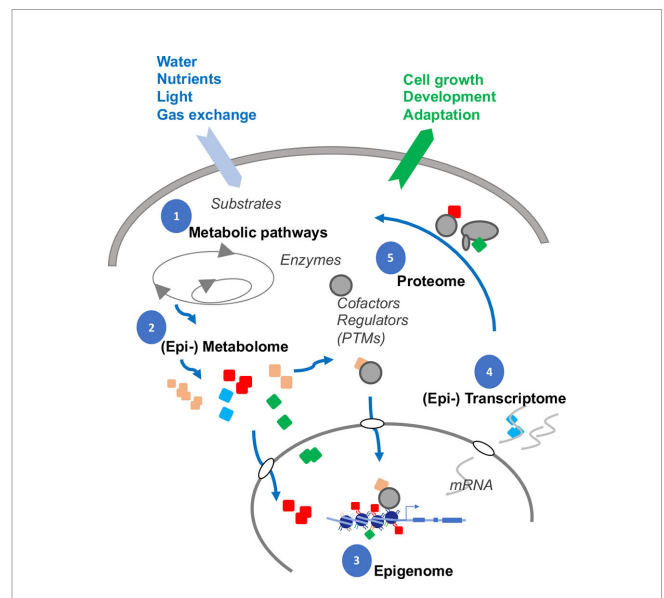 Water
Nutrients
Light
Gas exchange
Cell growth
Development
Adaptation
Substrates
1
Metabolic pathways
Enzymes
5
Proteome
Cofactors
Regulators
(PTMs)
2
(Epi-) Metabolome
4
(Epi-) Transcriptome
mRNA
3
Epigenome